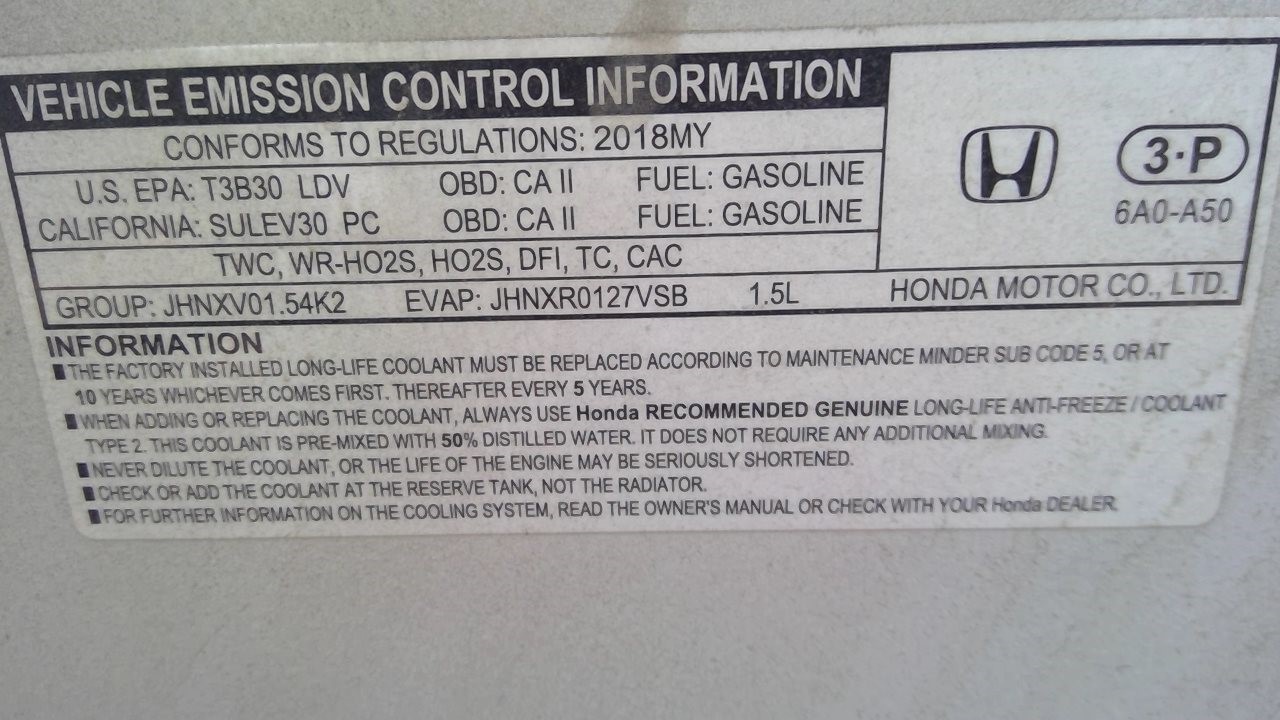 VEHICLE EMISSION CONTROL INFORMATION
CONFORMS TO REGULATIONS: 2018MY
U.S. EPA: T3B30 LDV OBD: CA II FUEL: GASOLINE
CALIFORNIA: SULEV30 PC OBD: CA II FUEL: GASOLINE
TWC, WR-HO2S, HO2S, DFI, TC, CAC
3·P
6A0-A50
GROUP: JHNXV01.54K2 EVAP: JHNXR0127VSB 1.5L HONDA MOTOR CO., LTD.
INFORMATION
THE FACTORY INSTALLED LONG-LIFE COOLANT MUST BE REPLACED ACCORDING TO MAINTENANCE MINDER SUB CODE 5, OR AT
10 YEARS WHICHEVER COMES FIRST. THEREAFTER EVERY 5 YEARS.
WHEN ADDING OR REPLACING THE COOLANT, ALWAYS USE Honda RECOMMENDED GENUINE LONG-LIFE ANTI-FREEZE / COOLANT
TYPE 2. THIS COOLANT IS PRE-MIXED WITH 50% DISTILLED WATER. IT DOES NOT REQUIRE ANY ADDITIONAL MIXING.
NEVER DILUTE THE COOLANT, OR THE LIFE OF THE ENGINE MAY BE SERIOUSLY SHORTENED.
CHECK OR ADD THE COOLANT AT THE RESERVE TANK, NOT THE RADIATOR.
FOR FURTHER INFORMATION ON THE COOLING SYSTEM, READ THE OWNER'S MANUAL OR CHECK WITH YOUR Honda DEALER.